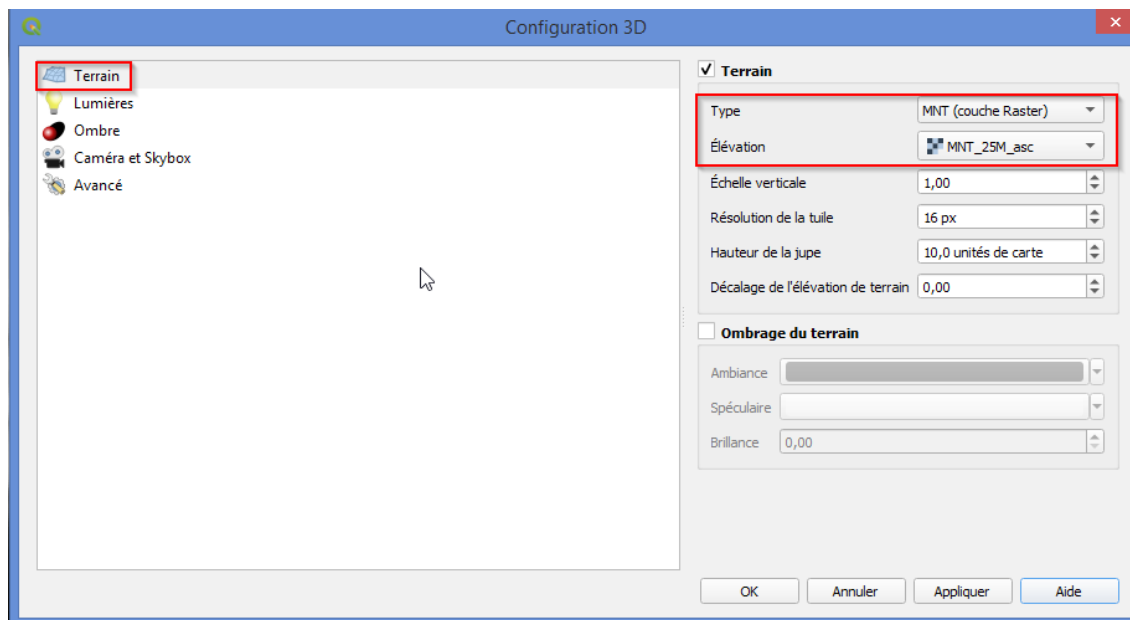 Configuration 3D
Terrain
Lumières
Ombre
Caméra et Skybox
Avancé
Terrain
Type MNT (couche Raster)
Élévation MNT_25M_asc
Échelle verticale 1,00
Résolution de la tuile 16 px
Hauteur de la jupe 10,0 unités de carte
Décalage de l'élévation de terrain 0,00
Ombrage du terrain
Ambiance
Spéculaire
Brillance 0,00
OK Annuler Appliquer Aide